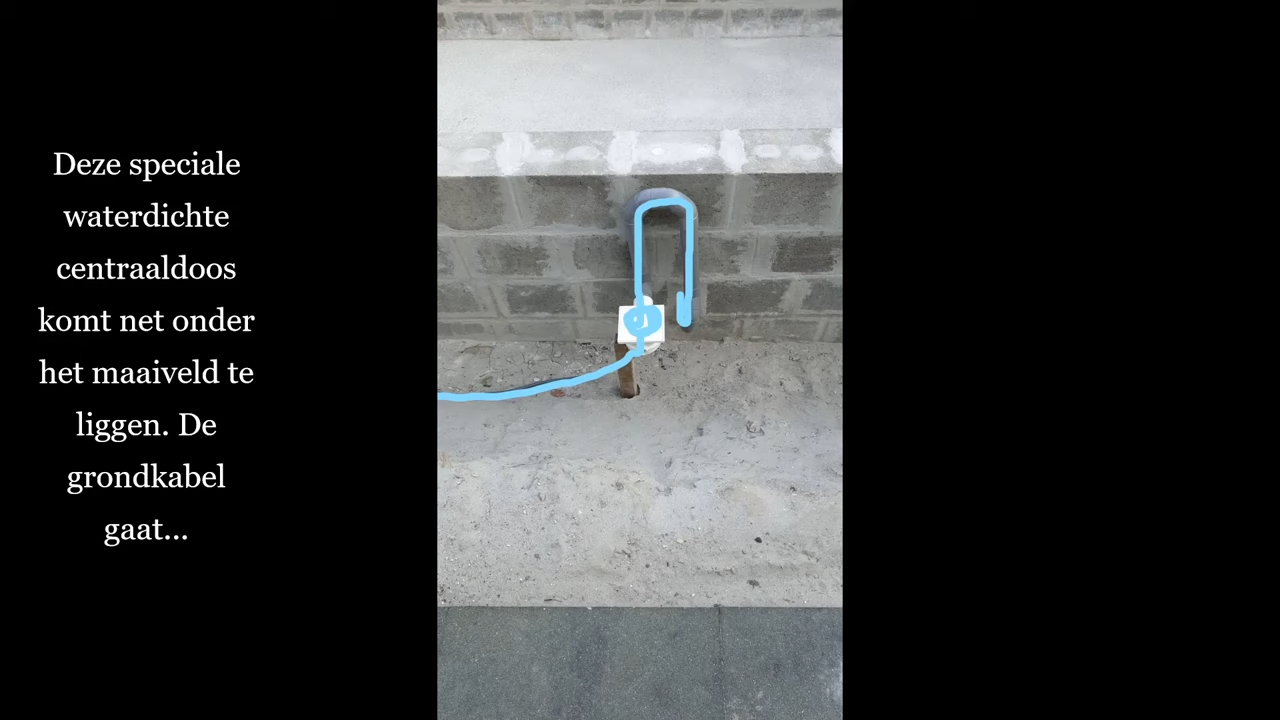 Deze speciale
waterdichte
centraaldoos
komt net onder
het maaiveld te
liggen. De
grondkabel
gaat...